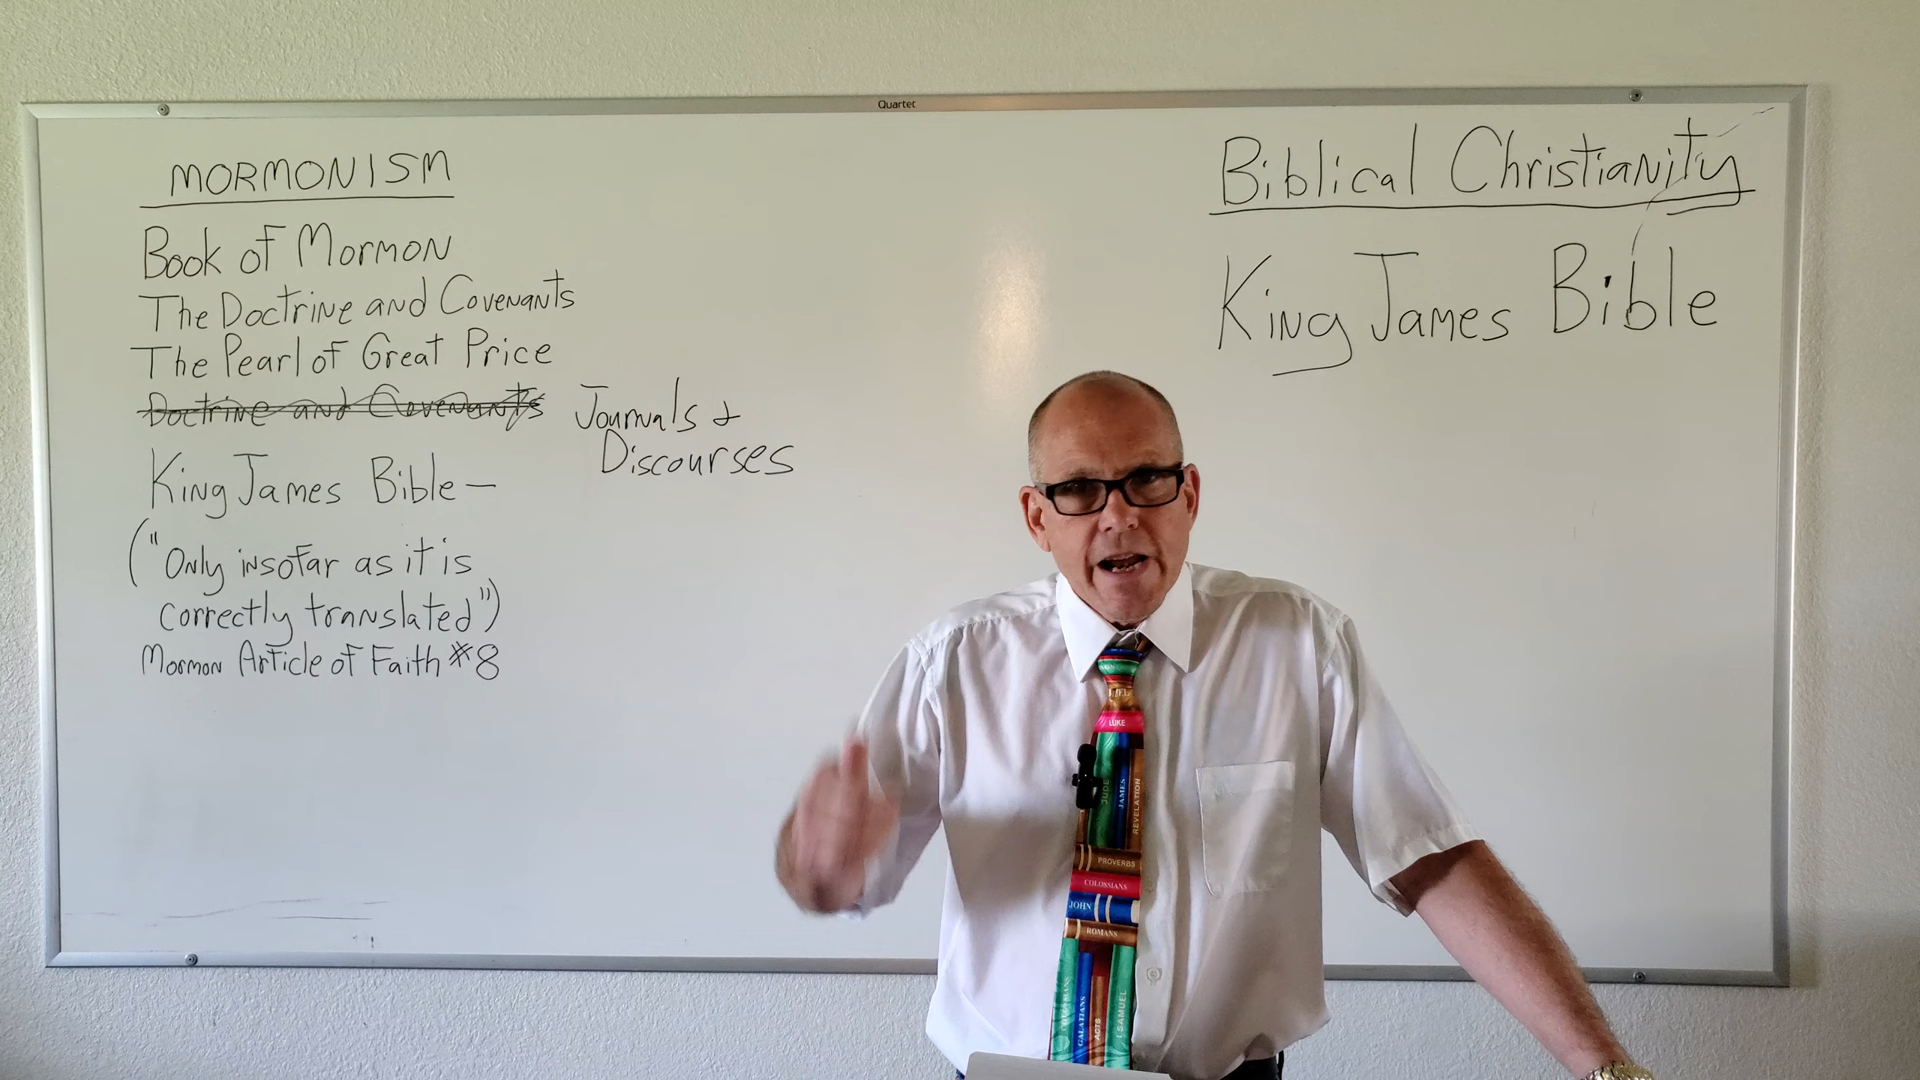 Quartet
MORMONISM
Book of Mormon
The Doctrine and Covenants
The Pearl of Great Price
Doctrine and Covenants
Journals &
Discourses
King James Bible —
("Only insofar as it is
correctly translated")
Mormon Article of Faith #8
Biblical Christianity
King James Bible
LUKE
JUDE
JAMES
REVELATION
PROVERBS
COLOSSIANS
JOHN
ROMANS
GALATIANS
ACTS
I SAMUEL